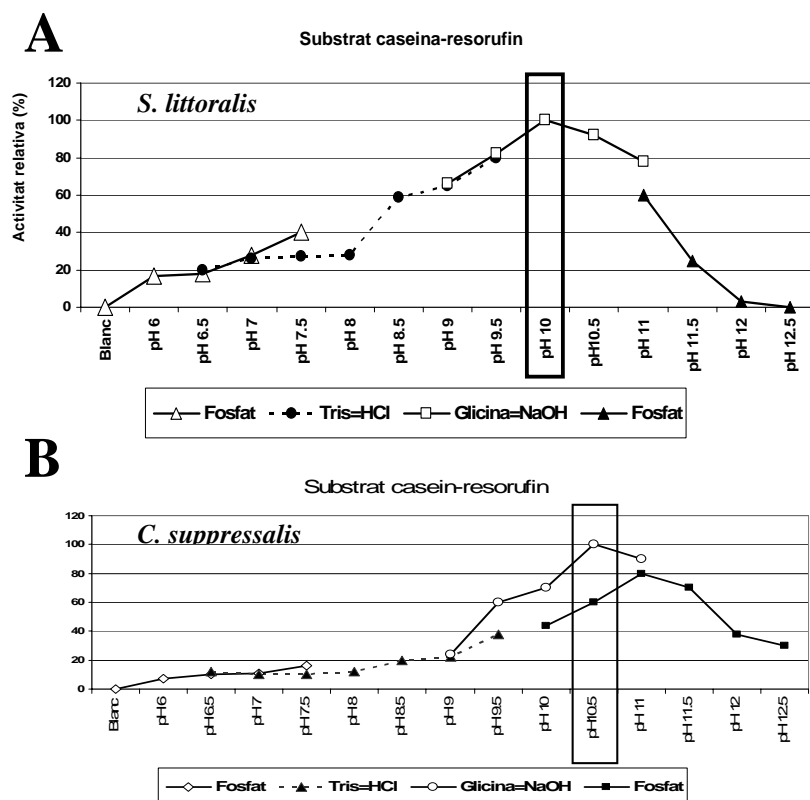 A
Substrat caseina-resorufin
S. littoralis
Activitat relativa (%)
120
100
80
60
40
20
0
Blanc
pH 6
pH 6.5
pH 7
pH 7.5
pH 8
pH 8.5
pH 9
pH 9.5
pH 10
pH10.5
pH 11
pH 11.5
pH 12
pH 12.5
Fosfat Tris=HCl Glicina=NaOH Fosfat
B
Substrat casein-resorufin
C. suppressalis
120
100
80
60
40
20
0
Blanc
pH6
pH6.5
pH7
pH7.5
pH8
pH8.5
pH9
pH9.5
pH10
pH10.5
pH11
pH11.5
pH12
pH12.5
Fosfat Tris=HCl Glicina=NaOH Fosfat